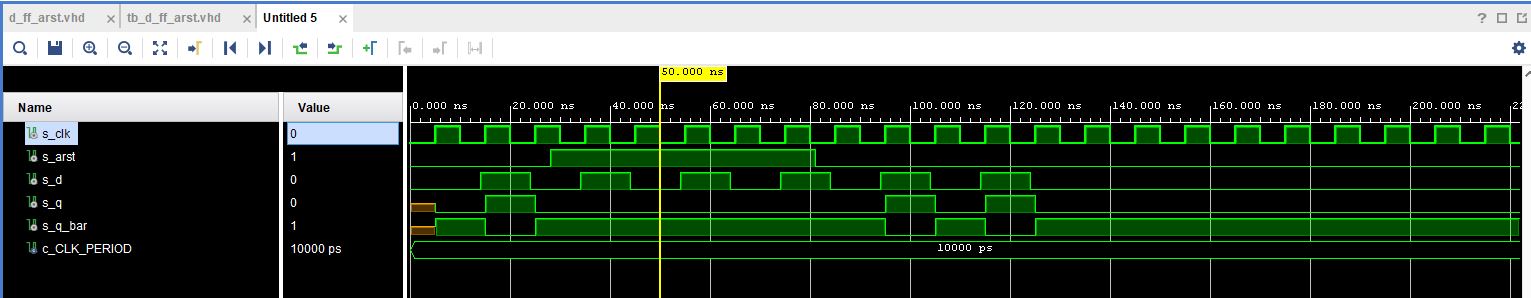 d_ff_arst.vhd × tb_d_ff_arst.vhd × Untitled 5 ×
?
50.000 ns
Name Value
0.000 ns 20.000 ns 40.000 ns 60.000 ns 80.000 ns 100.000 ns 120.000 ns 140.000 ns 160.000 ns 180.000 ns 200.000 ns 22
s_clk 0
s_arst 1
s_d 0
s_q 0
s_q_bar 1
c_CLK_PERIOD 10000 ps 10000 ps